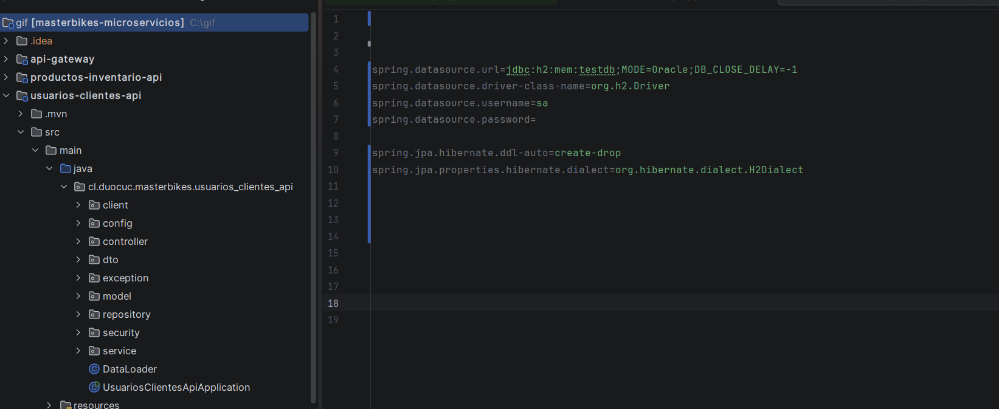 gif [masterbikes-microservicios] C:\gif
.idea
api-gateway
productos-inventario-api
usuarios-clientes-api
.mvn
src
main
java
cl.duocuc.masterbikes.usuarios_clientes_api
client
config
controller
dto
exception
model
repository
security
service
DataLoader
UsuariosClientesApiApplication
resources
1
2
3
4 spring.datasource.url=jdbc:h2:mem:testdb;MODE=Oracle;DB_CLOSE_DELAY=-1
5 spring.datasource.driver-class-name=org.h2.Driver
6 spring.datasource.username=sa
7 spring.datasource.password=
8
9 spring.jpa.hibernate.ddl-auto=create-drop
10 spring.jpa.properties.hibernate.dialect=org.hibernate.dialect.H2Dialect
11
12
13
14
15
16
17
18
19